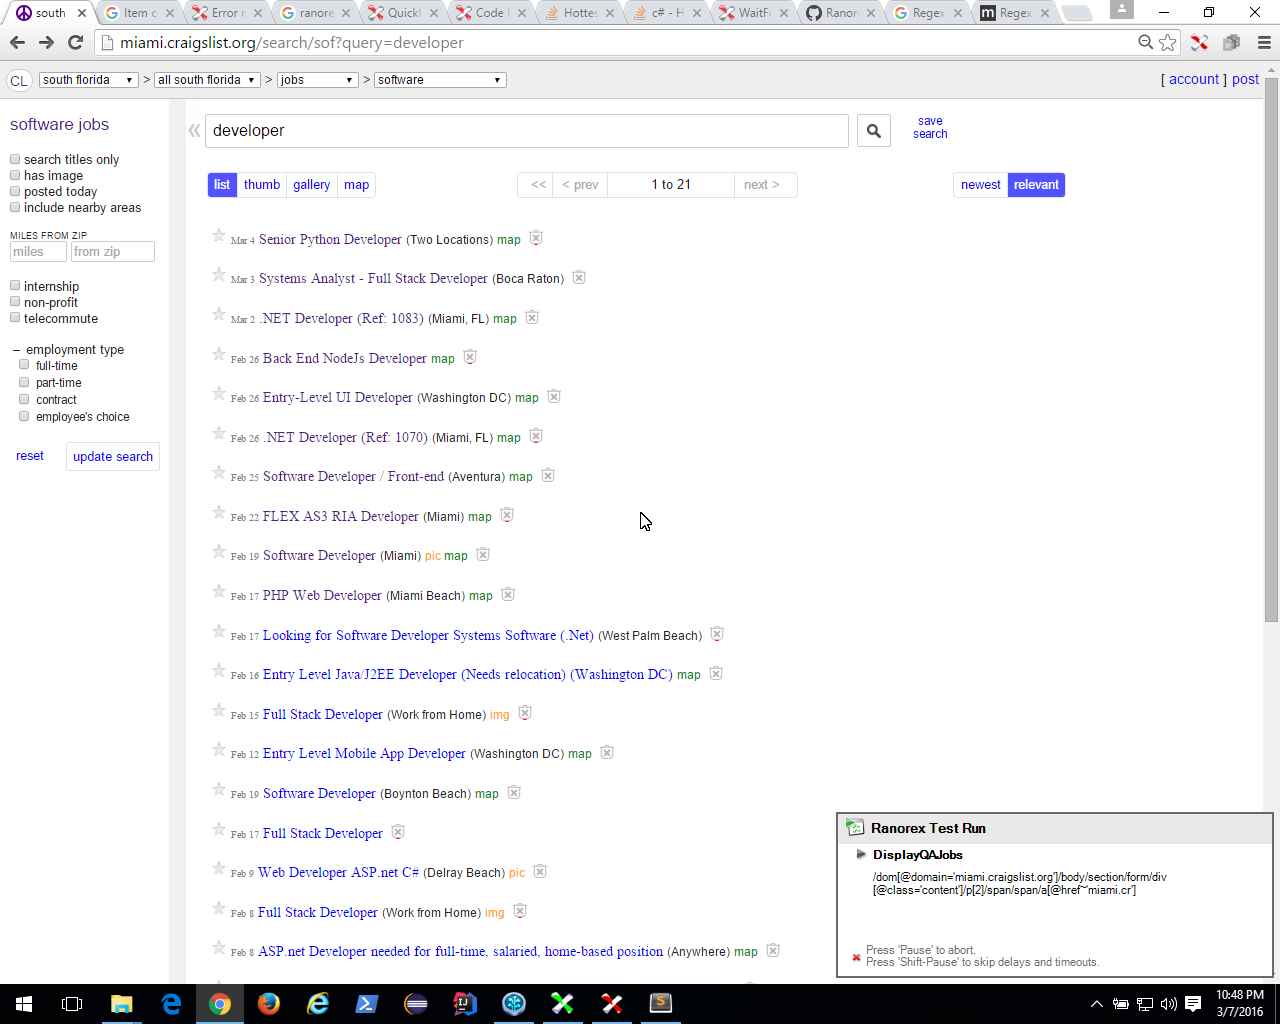 south
Item o
Error r
ranore
Quickl
Code l
Hottes
c# - H
WaitF
Ranor
Regex
Regex
miami.craigslist.org/search/sof?query=developer
CL south florida > all south florida > jobs > software [ account ] post
software jobs
search titles only
has image
posted today
include nearby areas
MILES FROM ZIP
miles from zip
internship
non-profit
telecommute
– employment type
full-time
part-time
contract
employee's choice
reset update search
« developer
save
search
list thumb gallery map << < prev 1 to 21 next > newest relevant
Mar 4 Senior Python Developer (Two Locations) map
Mar 3 Systems Analyst - Full Stack Developer (Boca Raton)
Mar 2 .NET Developer (Ref: 1083) (Miami, FL) map
Feb 26 Back End NodeJs Developer map
Feb 26 Entry-Level UI Developer (Washington DC) map
Feb 26 .NET Developer (Ref: 1070) (Miami, FL) map
Feb 25 Software Developer / Front-end (Aventura) map
Feb 22 FLEX AS3 RIA Developer (Miami) map
Feb 19 Software Developer (Miami) pic map
Feb 17 PHP Web Developer (Miami Beach) map
Feb 17 Looking for Software Developer Systems Software (.Net) (West Palm Beach)
Feb 16 Entry Level Java/J2EE Developer (Needs relocation) (Washington DC) map
Feb 15 Full Stack Developer (Work from Home) img
Feb 12 Entry Level Mobile App Developer (Washington DC) map
Feb 19 Software Developer (Boynton Beach) map
Feb 17 Full Stack Developer
Feb 9 Web Developer ASP.net C# (Delray Beach) pic
Feb 8 Full Stack Developer (Work from Home) img
Feb 8 ASP.net Developer needed for full-time, salaried, home-based position (Anywhere) map
Ranorex Test Run
DisplayQAJobs
/dom[@domain='miami.craigslist.org']/body/section/form/div
[@class='content']/p[2]/span/span/a[@href~'miami.cr']
Press 'Pause' to abort.
Press 'Shift-Pause' to skip delays and timeouts.
10:48 PM
3/7/2016